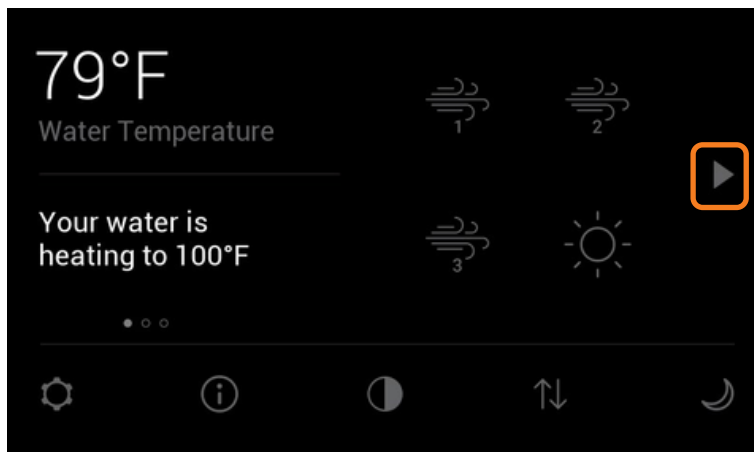 79°F
Water Temperature
Your water is
heating to 100°F
1
2
3